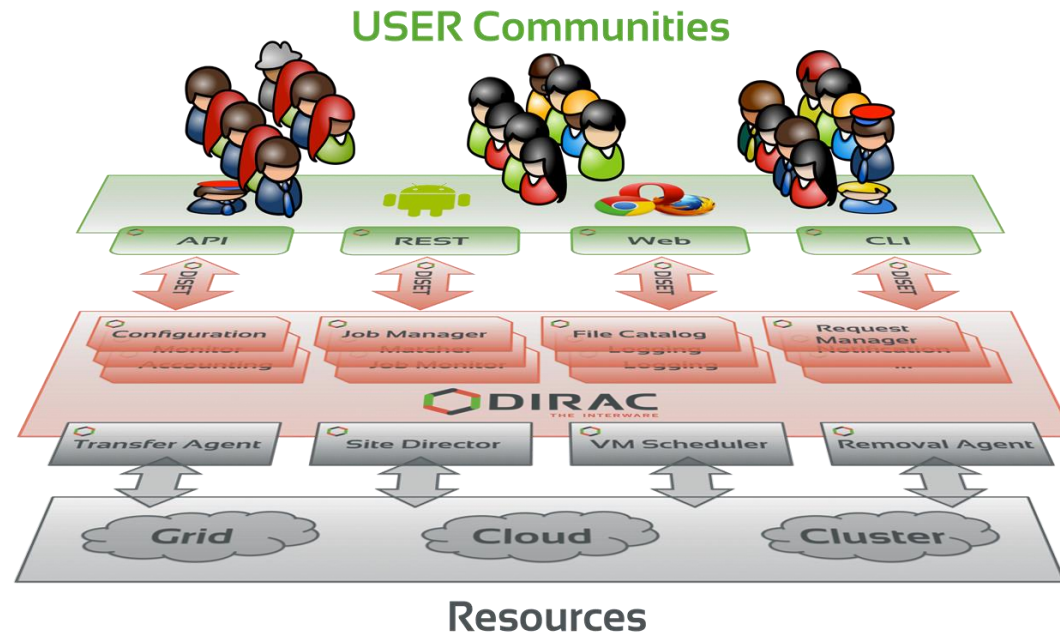 USER Communities
API
REST
Web
CLI
DISET
DISET
DISET
DISET
Configuration
Monitor
Accounting
Job Manager
Matcher
Job Monitor
File Catalog
Logging
Logging
Request
Manager
Notification
...
DIRAC
THE INTERWARE
Transfer Agent
Site Director
VM Scheduler
Removal Agent
Grid
Cloud
Cluster
Resources